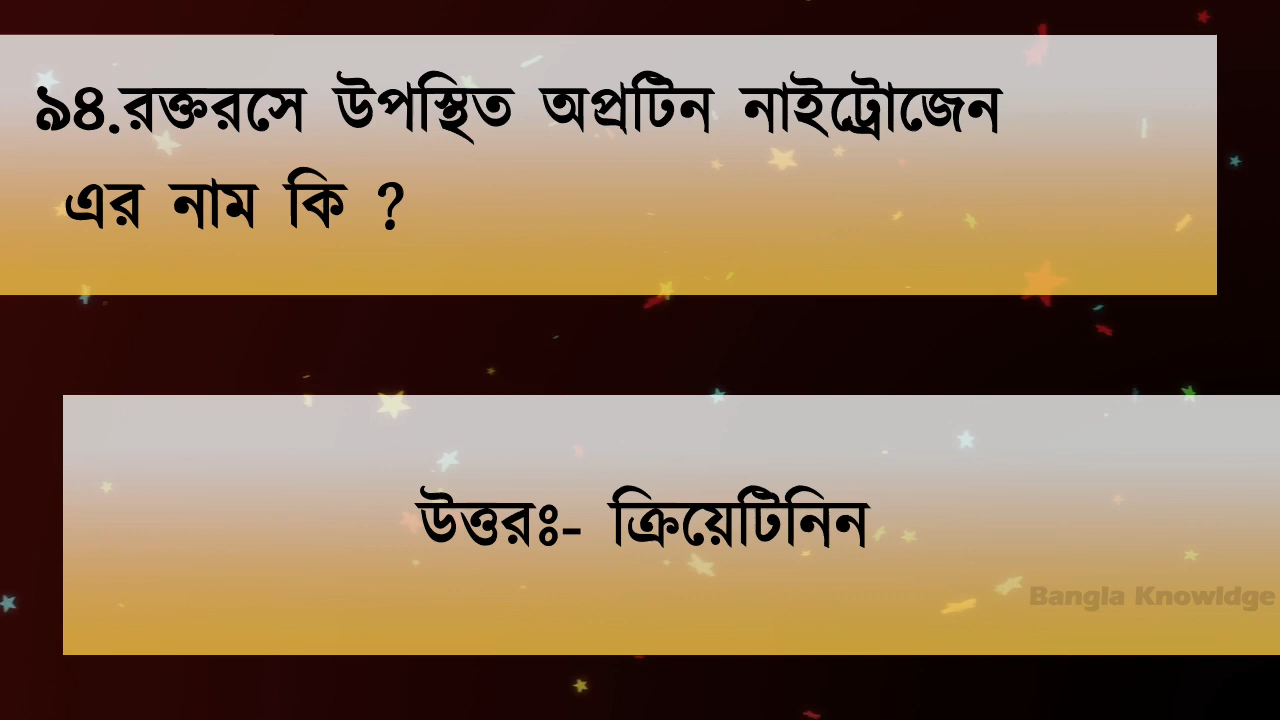 ৯৪.রক্তরসে উপস্থিত অপ্রটিন নাইট্রোজেন
এর নাম কি ?
উত্তরঃ- ক্রিয়েটিনিন
Bangla Knowldge